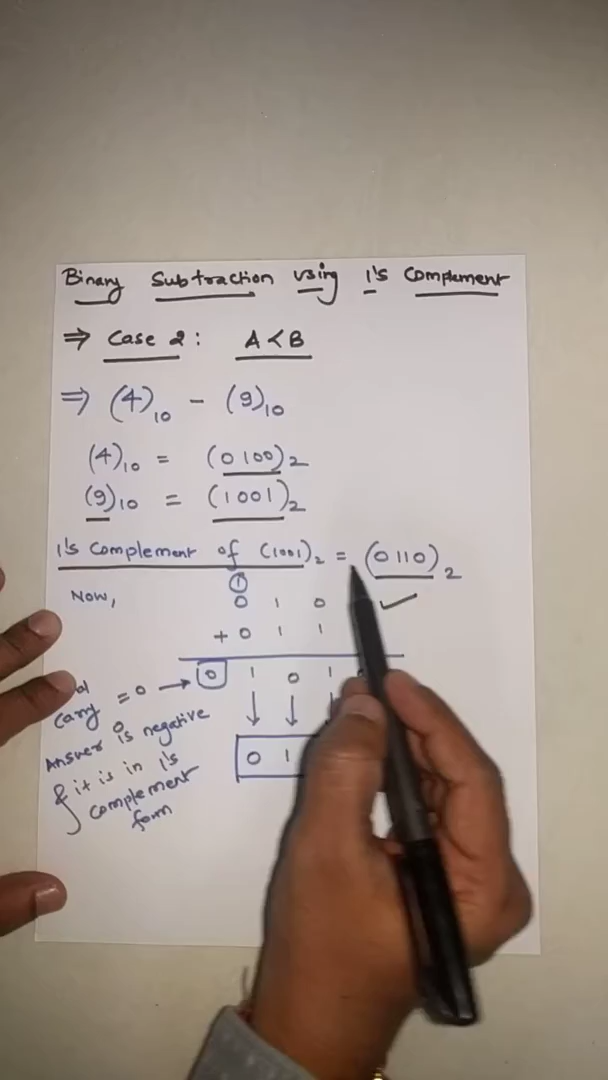 Binary Subtraction using 1's Complement
⇒ Case 2: A<B
⇒ (4)10 - (9)10
(4)10 = (0100)2
(9)10 = (1001)2
1's Complement of (1001)2 = (0110)2
1
Now, 0 1 0 ✓
+ 0 1 1
Carry = 0 → 0 1 0 1
Answer is negative
& it is in 1's
complement
form
0 1